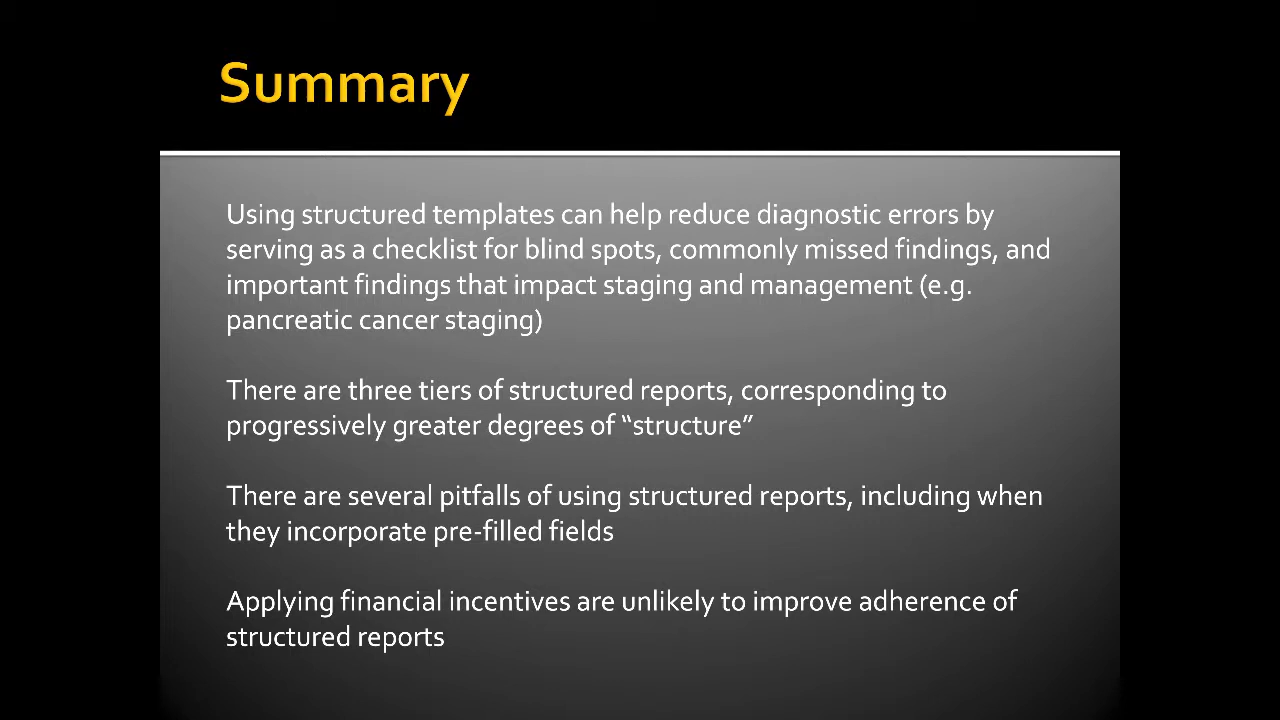 Summary
Using structured templates can help reduce diagnostic errors by
serving as a checklist for blind spots, commonly missed findings, and
important findings that impact staging and management (e.g.
pancreatic cancer staging)
There are three tiers of structured reports, corresponding to
progressively greater degrees of “structure”
There are several pitfalls of using structured reports, including when
they incorporate pre-filled fields
Applying financial incentives are unlikely to improve adherence of
structured reports